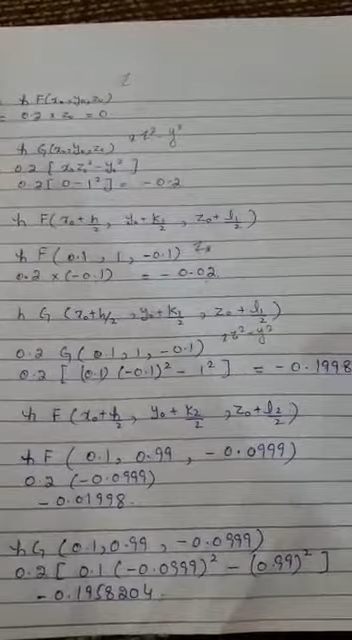 z
h F(x₀,y₀,z₀)
= 0.2 × z₀ = 0
xz²-y²
h G(x₀,y₀,z₀)
0.2 [x₀z₀²-y₀²]
0.2 [0-1²] = -0.2
h F(x₀+h/2, y₀+k₁/2, z₀+l₁/2)
h F(0.1, 1, -0.1) z₀
0.2 × (-0.1) = -0.02
h G (x₀+h/2, y₀+k₁/2, z₀+l₁/2)
xz²-y²
0.2 G(0.1, 1, -0.1)
0.2 [(0.1)(-0.1)² - 1²] = -0.1998
h F(x₀+h/2, y₀+k₂/2, z₀+l₂/2)
h F (0.1, 0.99, -0.0999)
0.2 (-0.0999)
-0.01998.
h G (0.1, 0.99, -0.0999)
0.2 [0.1(-0.0999)² - (0.99)²]
-0.1958204.